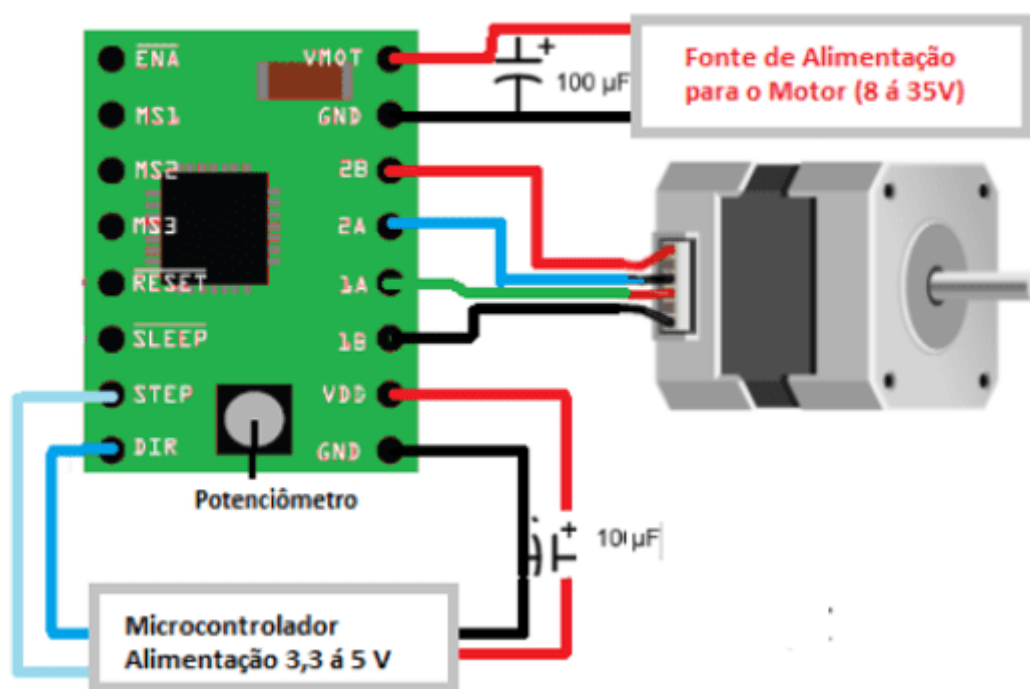 ENA
MS1
MS2
MS3
RESET
SLEEP
STEP
DIR
VMOT
GND
2B
2A
1A
1B
VDD
GND
Potenciômetro
+
100 µF
Fonte de Alimentação
para o Motor (8 á 35V)
+
µF
Microcontrolador
Alimentação 3,3 á 5 V